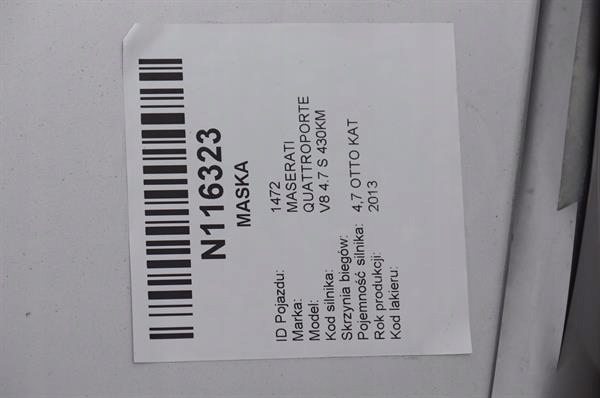 N116323
MASKA
ID Pojazdu: 1472
Marka: MASERATI
Model: QUATTROPORTE
Kod silnika: V8 4.7 S 430KM
Skrzynia biegów:
Pojemność silnika: 4.7 OTTO KAT
Rok produkcji: 2013
Kod lakieru: